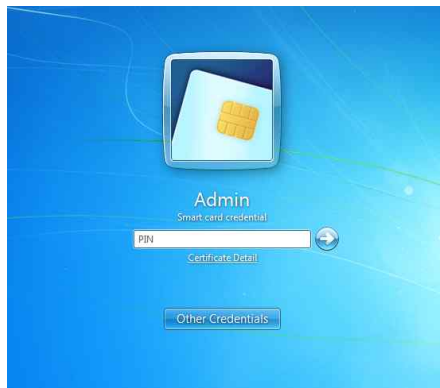 Admin
Smart card credential
PIN
Certificate Detail
Other Credentials